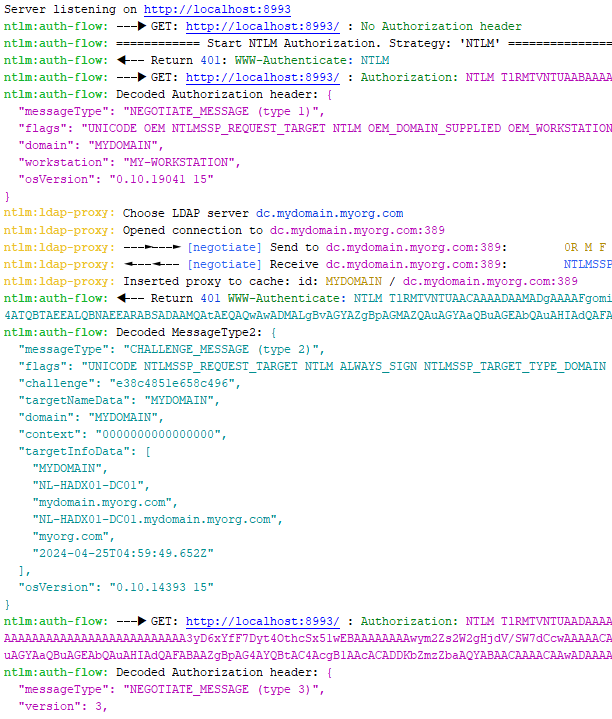 Server listening on http://localhost:8993
ntlm:auth-flow: ---► GET: http://localhost:8993/ : No Authorization header
ntlm:auth-flow: ============ Start NTLM Authorization. Strategy: 'NTLM' ===============
ntlm:auth-flow: ◄--- Return 401: WWW-Authenticate: NTLM
ntlm:auth-flow: ---► GET: http://localhost:8993/ : Authorization: NTLM TlRMTVNTUAABAAAA
ntlm:auth-flow: Decoded Authorization header: {
"messageType": "NEGOTIATE_MESSAGE (type 1)",
"flags": "UNICODE OEM NTLMSSP_REQUEST_TARGET NTLM OEM_DOMAIN_SUPPLIED OEM_WORKSTATION
"domain": "MYDOMAIN",
"workstation": "MY-WORKSTATION",
"osVersion": "0.10.19041 15"
}
ntlm:ldap-proxy: Choose LDAP server dc.mydomain.myorg.com
ntlm:ldap-proxy: Opened connection to dc.mydomain.myorg.com:389
ntlm:ldap-proxy: ---►---► [negotiate] Send to dc.mydomain.myorg.com:389: 0R M F
ntlm:ldap-proxy: ◄---◄--- [negotiate] Receive dc.mydomain.myorg.com:389: NTLMSSP
ntlm:ldap-proxy: Inserted proxy to cache: id: MYDOMAIN / dc.mydomain.myorg.com:389
ntlm:auth-flow: ◄--- Return 401 WWW-Authenticate: NTLM TlRMTVNTUAACAAAADAAMADgAAAAFgomi
4ATQBTAEEALQBNAEEARABSADAAMQAtAEQAQwAwADMALgBvAGYAZgBpAGMAZQAuAGYAaQBuAGEAbQAuAHIAdQAFA
ntlm:auth-flow: Decoded MessageType2: {
"messageType": "CHALLENGE_MESSAGE (type 2)",
"flags": "UNICODE NTLMSSP_REQUEST_TARGET NTLM ALWAYS_SIGN NTLMSSP_TARGET_TYPE_DOMAIN
"challenge": "e38c4851e658c496",
"targetNameData": "MYDOMAIN",
"domain": "MYDOMAIN",
"context": "0000000000000000",
"targetInfoData": [
"MYDOMAIN",
"NL-HADX01-DC01",
"mydomain.myorg.com",
"NL-HADX01-DC01.mydomain.myorg.com",
"myorg.com",
"2024-04-25T04:59:49.652Z"
],
"osVersion": "0.10.14393 15"
}
ntlm:auth-flow: ---► GET: http://localhost:8993/ : Authorization: NTLM TlRMTVNTUAADAAAA
AAAAAAAAAAAAAAAAAAAAAAAAAA3yD6xYfF7Dyt4OthcSx5lwEBAAAAAAAAwym2Zs2W2gHjdV/SW7dCcwAAAAACA
uAGYAaQBuAGEAbQAuAHIAdQAFABAAZgBpAG4AYQBtAC4AcgB1AAcACADDKbZmzZbaAQYABAACAAAACAAwADAAAA
ntlm:auth-flow: Decoded Authorization header: {
"messageType": "NEGOTIATE_MESSAGE (type 3)",
"version": 3,